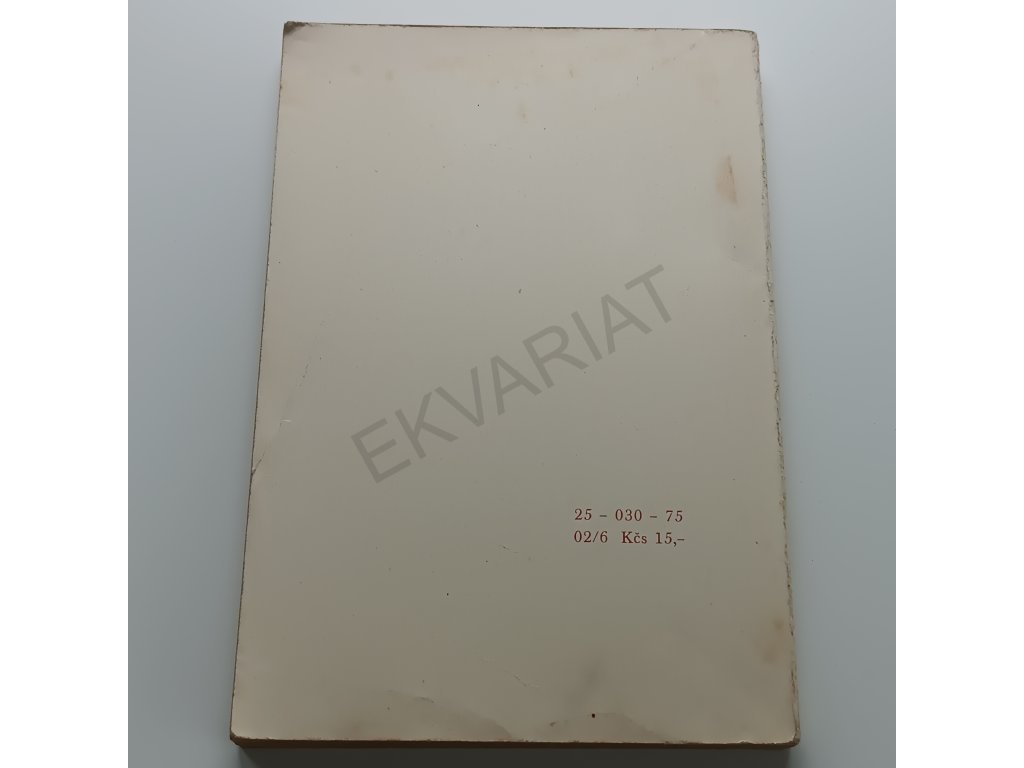 EKVARIAT
25 – 030 – 75
02/6 Kčs 15,–